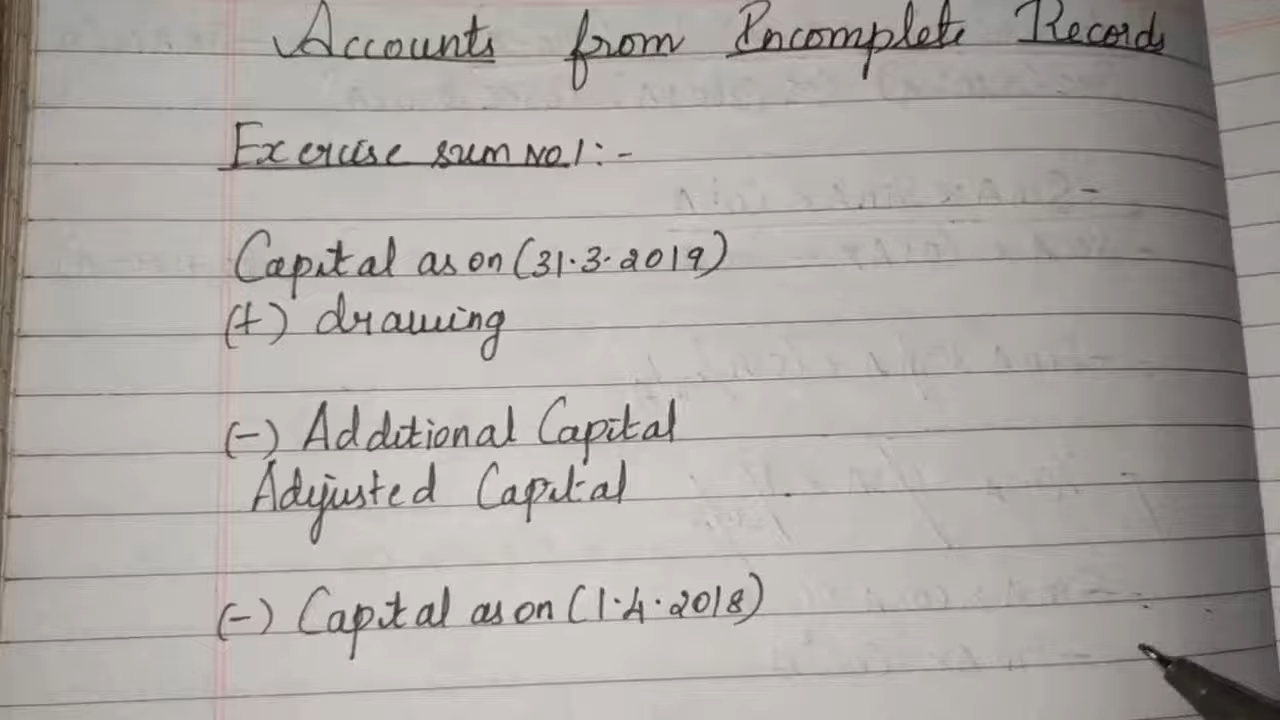 Accounts from Incomplete Records
Exercise sum No 1:-
Capital as on (31.3.2019)
(+) drawing
(-) Additional Capital
Adjusted Capital
(-) Capital as on (1.4.2018)